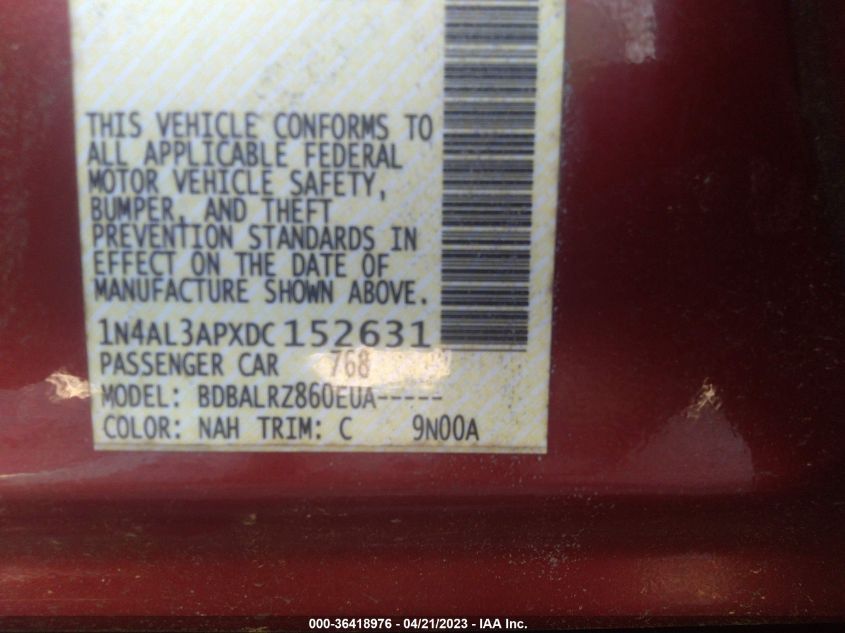 THIS VEHICLE CONFORMS TO
ALL APPLICABLE FEDERAL
MOTOR VEHICLE SAFETY,
BUMPER, AND THEFT
PREVENTION STANDARDS IN
EFFECT ON THE DATE OF
MANUFACTURE SHOWN ABOVE.
1N4AL3APXDC152631
PASSENGER CAR 768
MODEL: BDBALRZ860EUA-----
COLOR: NAH TRIM: C 9N00A
000-36418976 - 04/21/2023 - IAA Inc.